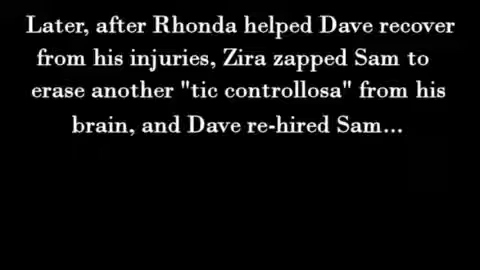 Later, after Rhonda helped Dave recover
from his injuries, Zira zapped Sam to
erase another "tic controllosa" from his
brain, and Dave re-hired Sam...